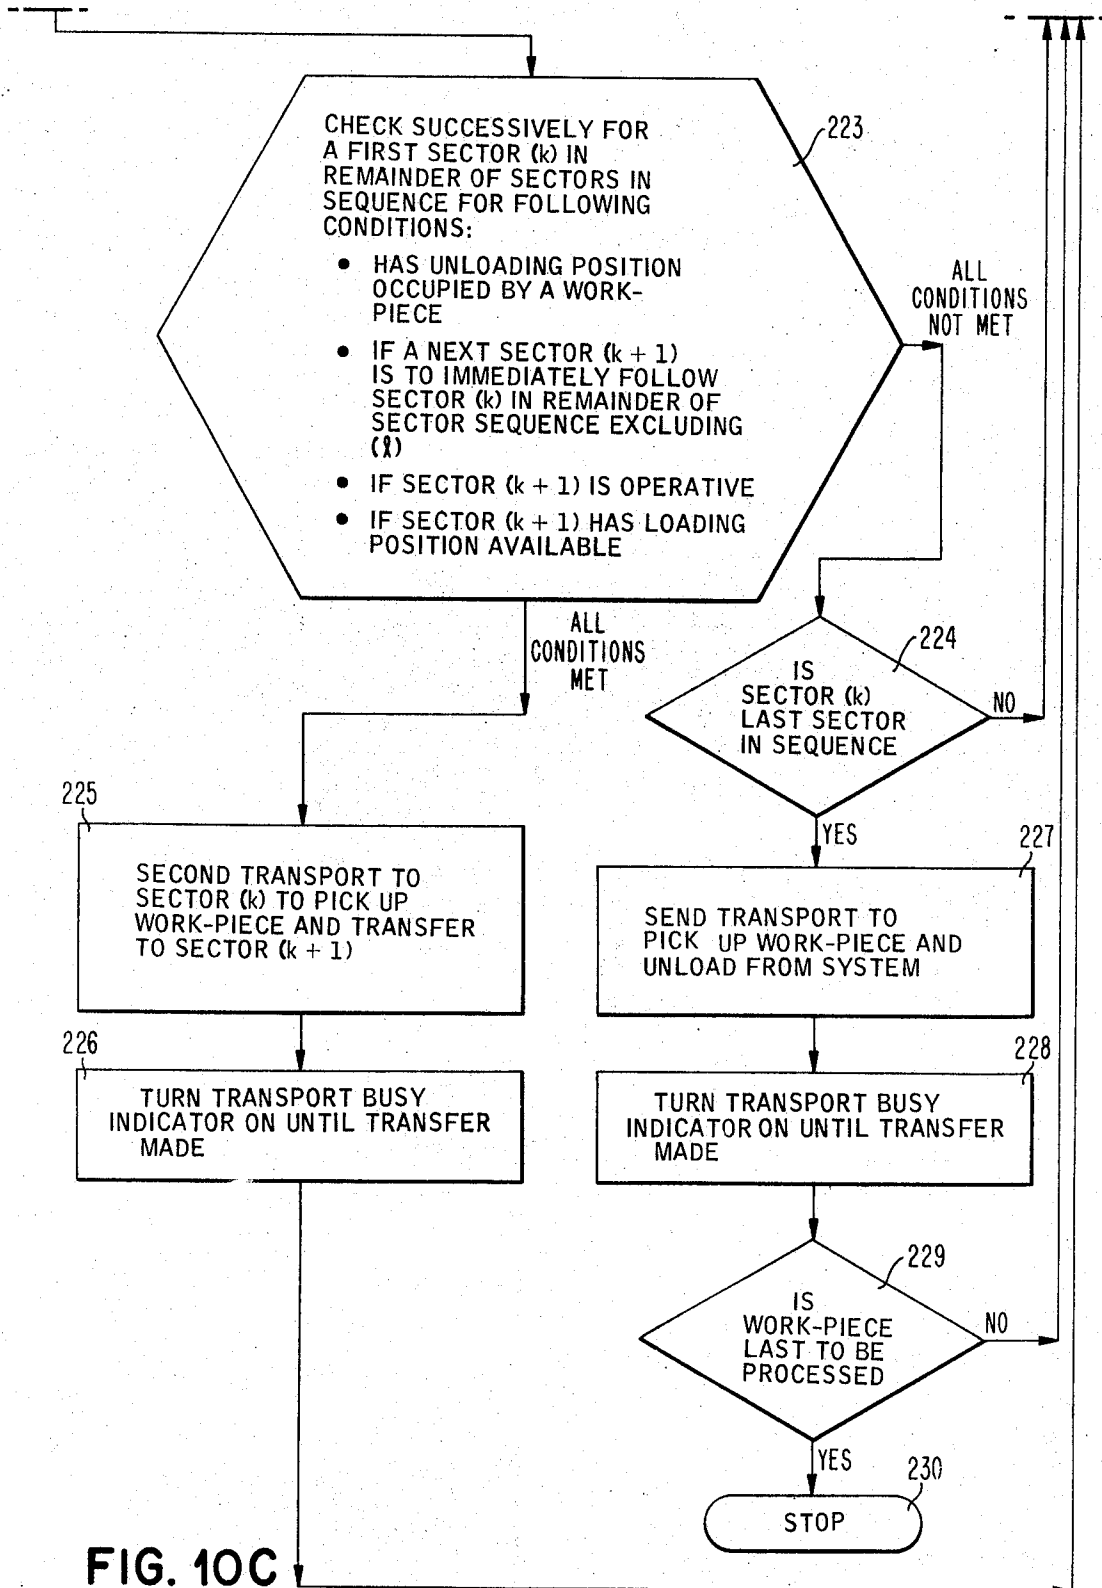 CHECK SUCCESSIVELY FOR
A FIRST SECTOR (k) IN
REMAINDER OF SECTORS IN
SEQUENCE FOR FOLLOWING
CONDITIONS:
• HAS UNLOADING POSITION
OCCUPIED BY A WORK-
PIECE
• IF A NEXT SECTOR (k + 1)
IS TO IMMEDIATELY FOLLOW
SECTOR (k) IN REMAINDER OF
SECTOR SEQUENCE EXCLUDING
(ℓ)
• IF SECTOR (k + 1) IS OPERATIVE
• IF SECTOR (k + 1) HAS LOADING
POSITION AVAILABLE
223
ALL
CONDITIONS
NOT MET
ALL
CONDITIONS
MET
224
IS
SECTOR (k)
LAST SECTOR
IN SEQUENCE
NO
YES
225
SECOND TRANSPORT TO
SECTOR (k) TO PICK UP
WORK-PIECE AND TRANSFER
TO SECTOR (k + 1)
227
SEND TRANSPORT TO
PICK UP WORK-PIECE AND
UNLOAD FROM SYSTEM
226
TURN TRANSPORT BUSY
INDICATOR ON UNTIL TRANSFER
MADE
228
TURN TRANSPORT BUSY
INDICATOR ON UNTIL TRANSFER
MADE
229
IS
WORK-PIECE
LAST TO BE
PROCESSED
NO
YES
230
STOP
FIG. 10C